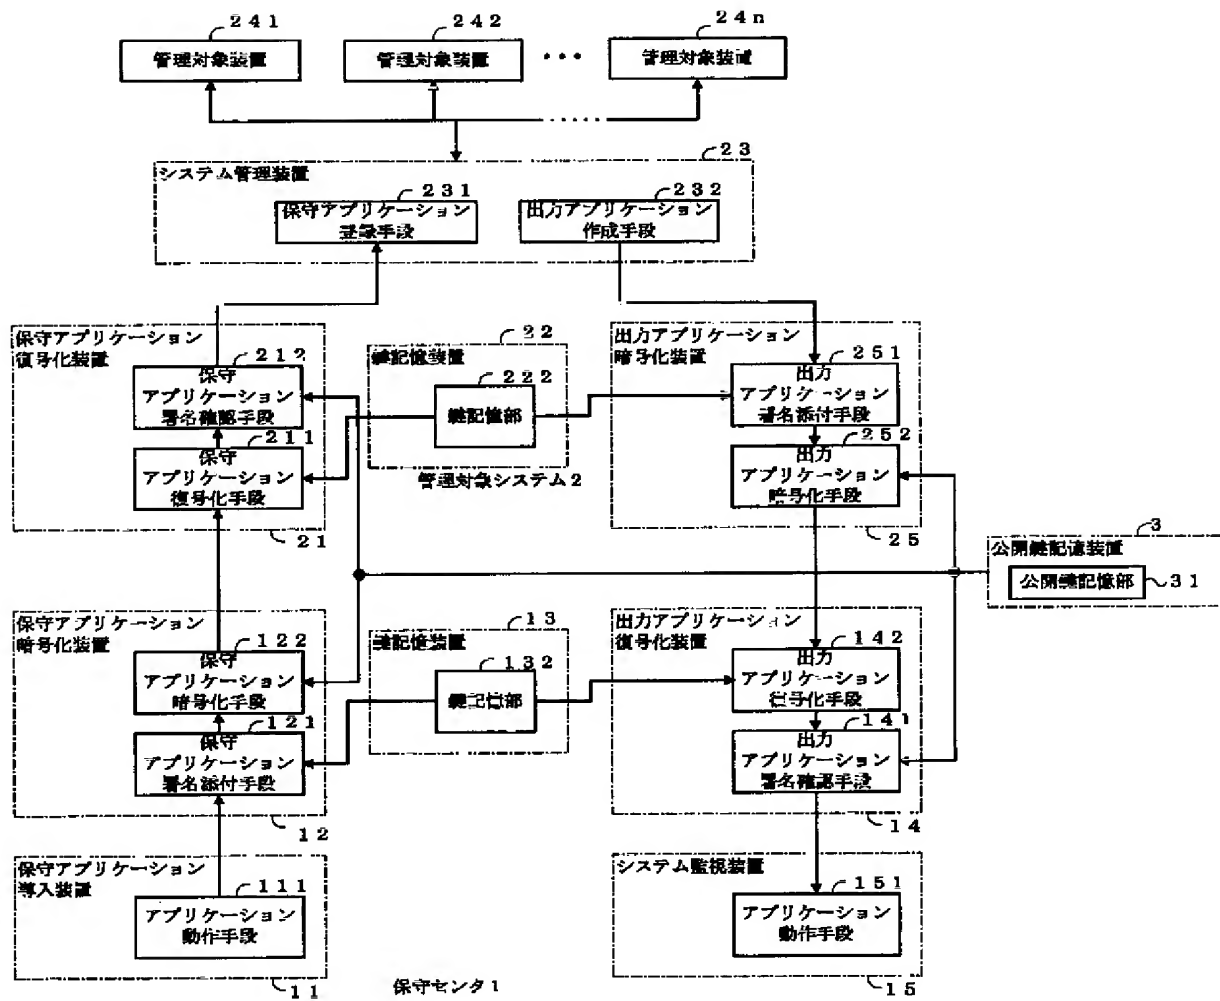 241
242
24n
管理対象装置
管理対象装置
・・・
管理対象装置
23
システム管理装置
231
232
保守アプリケーション
登録手段
出力アプリケーション
作成手段
保守アプリケーション
復号化装置
212
保守
アプリケーション
署名確認手段
211
保守
アプリケーション
復号化手段
21
22
鍵記憶装置
222
鍵記憶部
管理対象システム2
出力アプリケーション
暗号化装置
251
出力
アプリケーション
署名添付手段
252
出力
アプリケーション
暗号化手段
25
3
公開鍵記憶装置
公開鍵記憶部
31
保守アプリケーション
暗号化装置
122
保守
アプリケーション
暗号化手段
121
保守
アプリケーション
署名添付手段
12
13
鍵記憶装置
132
鍵記憶部
出力アプリケーション
復号化装置
142
出力
アプリケーション
復号化手段
141
出力
アプリケーション
署名確認手段
14
保守アプリケーション
導入装置
111
アプリケーション
動作手段
11
保守センタ1
システム監視装置
151
アプリケーション
動作手段
15